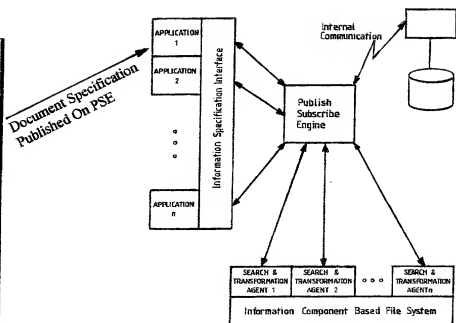 Document Specification
Published On PSE
APPLICATION
1
APPLICATION
2
APPLICATION
n
Information Specification Interface
Internal
Communication
Publish
Subscribe
Engine
SEARCH &
TRANSFORMATION
AGENT 1
SEARCH &
TRANSFORMATION
AGENT 2
SEARCH &
TRANSFORMATION
AGENTn
Information Component Based File System